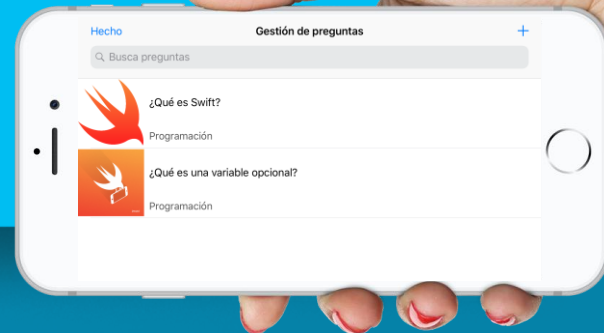 Hecho
Gestión de preguntas
+
Busca preguntas
¿Qué es Swift?
Programación
¿Qué es una variable opcional?
Programación